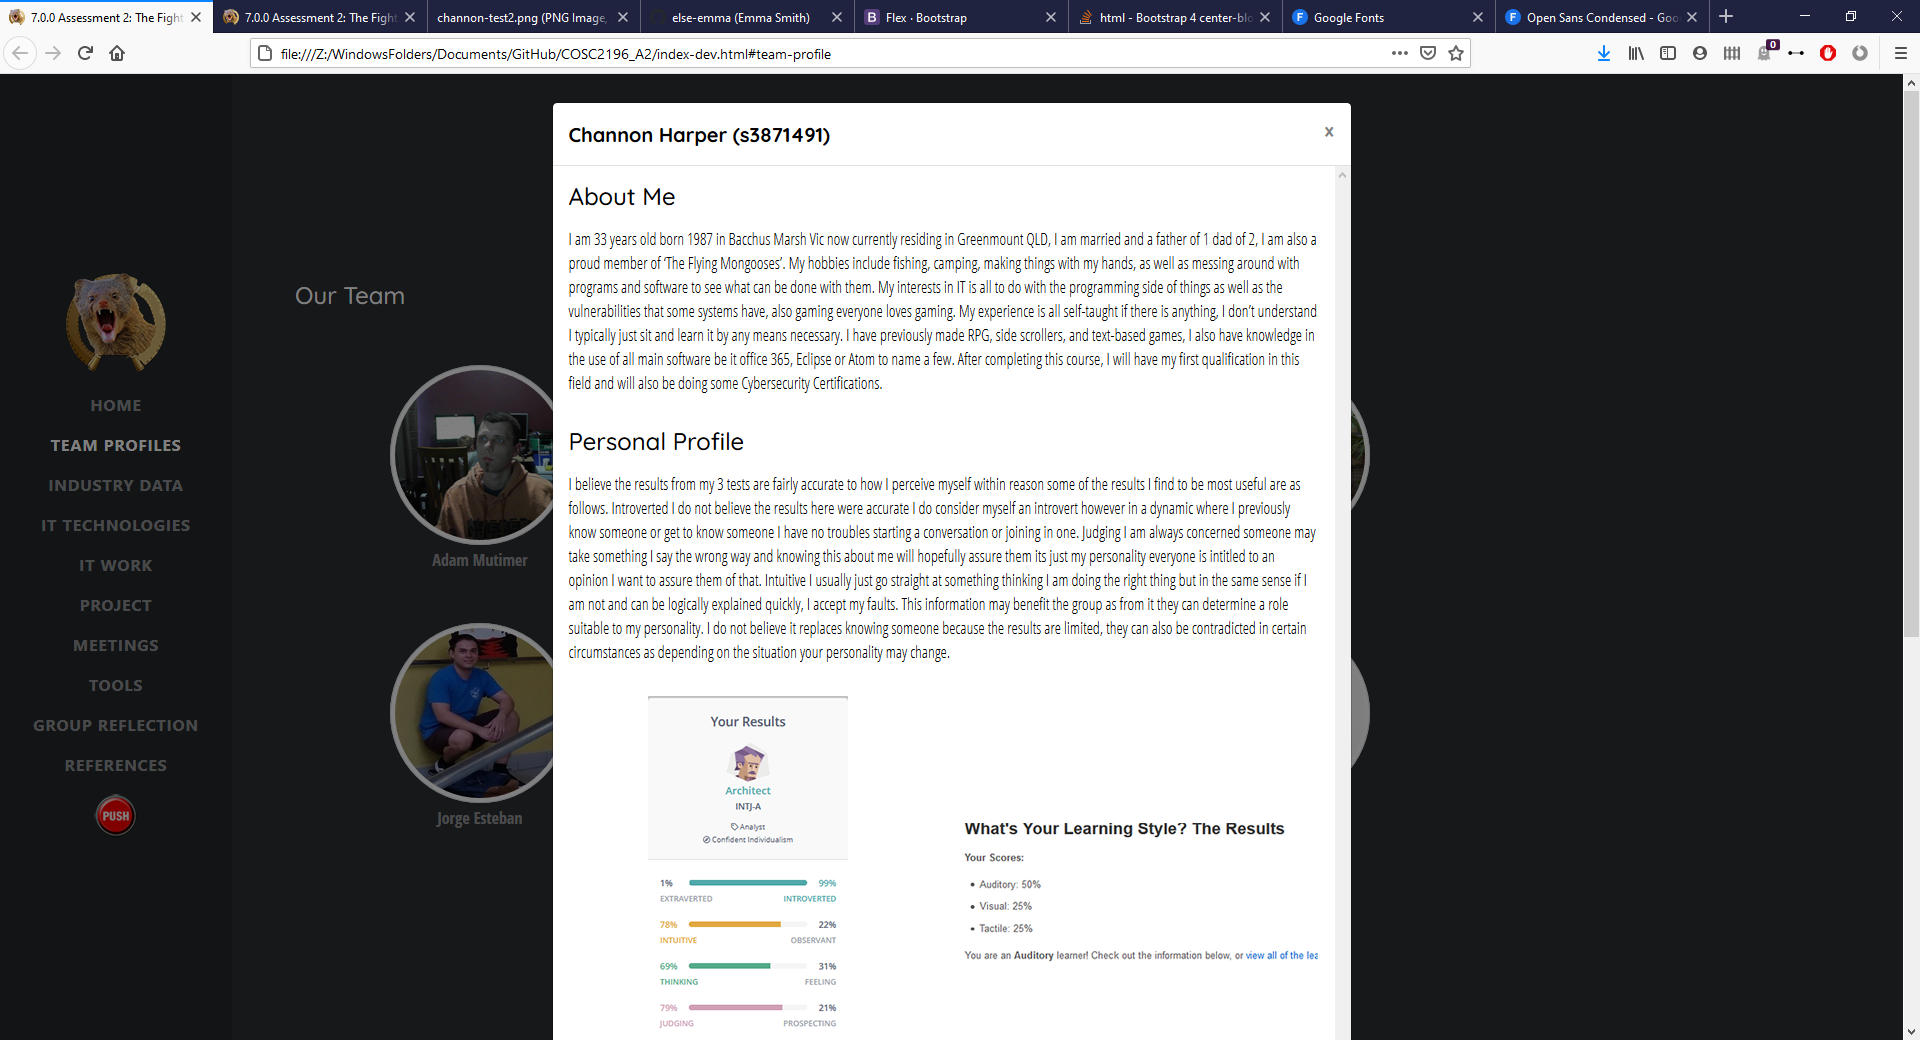 7.0.0 Assessment 2: The Fight
7.0.0 Assessment 2: The Fight
channon-test2.png (PNG Image,
else-emma (Emma Smith)
Flex · Bootstrap
html - Bootstrap 4 center-blo
Google Fonts
Open Sans Condensed - Goo
file:///Z:/WindowsFolders/Documents/GitHub/COSC2196_A2/index-dev.html#team-profile
0
HOME
TEAM PROFILES
INDUSTRY DATA
IT TECHNOLOGIES
IT WORK
PROJECT
MEETINGS
TOOLS
GROUP REFLECTION
REFERENCES
PUSH
Our Team
Adam Mutimer
Jorge Esteban
Channon Harper (s3871491)
x
About Me
I am 33 years old born 1987 in Bacchus Marsh Vic now currently residing in Greenmount QLD, I am married and a father of 1 dad of 2, I am also a
proud member of ‘The Flying Mongooses’. My hobbies include fishing, camping, making things with my hands, as well as messing around with
programs and software to see what can be done with them. My interests in IT is all to do with the programming side of things as well as the
vulnerabilities that some systems have, also gaming everyone loves gaming. My experience is all self-taught if there is anything, I don’t understand
I typically just sit and learn it by any means necessary. I have previously made RPG, side scrollers, and text-based games, I also have knowledge in
the use of all main software be it office 365, Eclipse or Atom to name a few. After completing this course, I will have my first qualification in this
field and will also be doing some Cybersecurity Certifications.
Personal Profile
I believe the results from my 3 tests are fairly accurate to how I perceive myself within reason some of the results I find to be most useful are as
follows. Introverted I do not believe the results here were accurate I do consider myself an introvert however in a dynamic where I previously
know someone or get to know someone I have no troubles starting a conversation or joining in one. Judging I am always concerned someone may
take something I say the wrong way and knowing this about me will hopefully assure them its just my personality everyone is intitled to an
opinion I want to assure them of that. Intuitive I usually just go straight at something thinking I am doing the right thing but in the same sense if I
am not and can be logically explained quickly, I accept my faults. This information may benefit the group as from it they can determine a role
suitable to my personality. I do not believe it replaces knowing someone because the results are limited, they can also be contradicted in certain
circumstances as depending on the situation your personality may change.
Your Results
Architect
INTJ-A
Analyst
Confident Individualism
1% 99%
EXTRAVERTED INTROVERTED
78% 22%
INTUITIVE OBSERVANT
69% 31%
THINKING FEELING
79% 21%
JUDGING PROSPECTING
What's Your Learning Style? The Results
Your Scores:
• Auditory: 50%
• Visual: 25%
• Tactile: 25%
You are an Auditory learner! Check out the information below, or view all of the lea